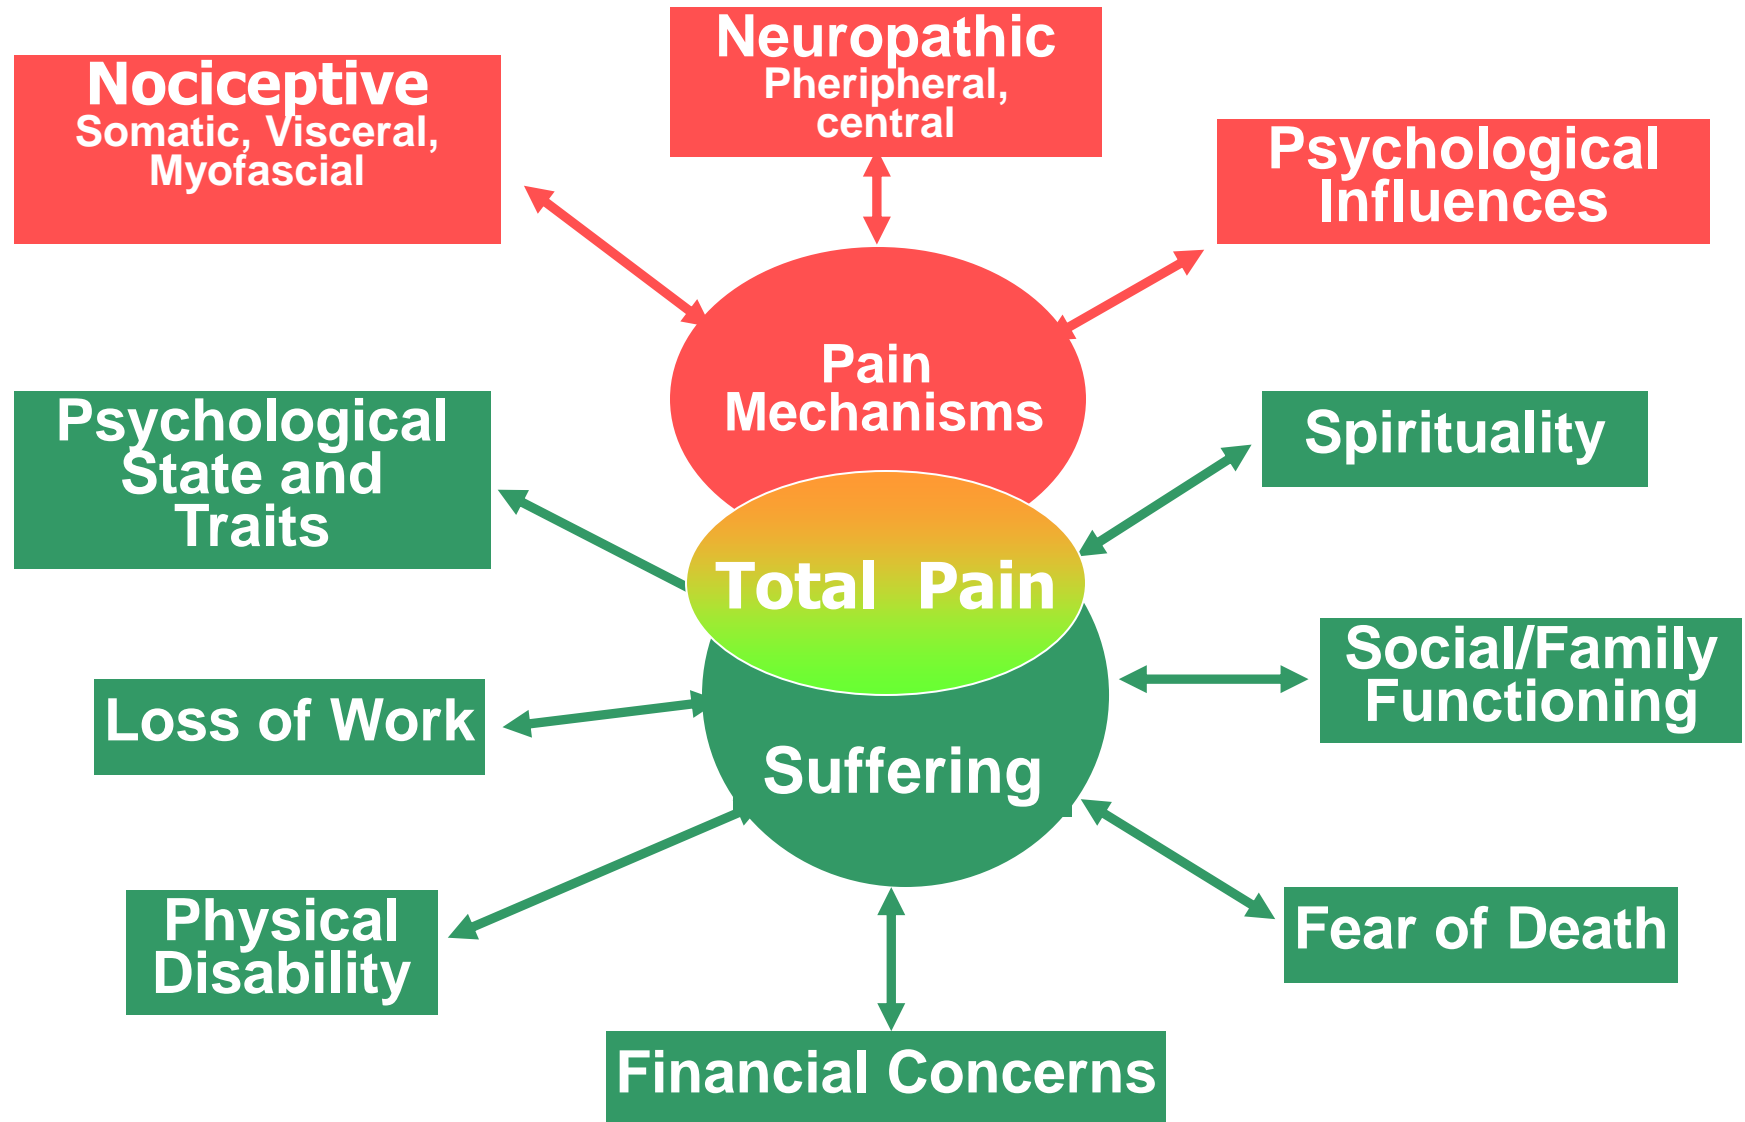 Neuropathic
Pheripheral,
central
Nociceptive
Somatic, Visceral,
Myofascial
Psychological
Influences
Pain
Mechanisms
Psychological
State and
Traits
Spirituality
Total Pain
Social/Family
Functioning
Loss of Work
Suffering
Physical
Disability
Fear of Death
Financial Concerns